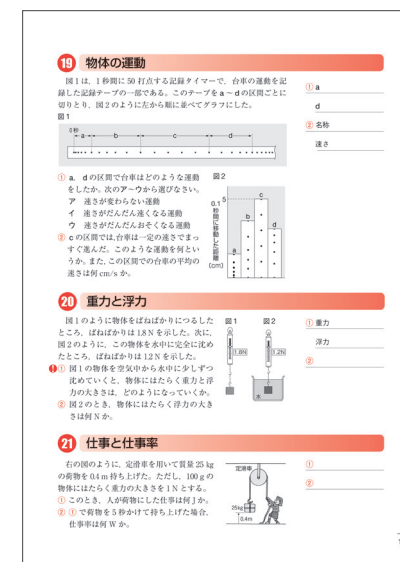 19 物体の運動
図1は，1秒間に50打点する記録タイマーで，台車の運動を記
録した記録テープの一部である。このテープをa～dの区間ごとに
切りとり，図2のように左から順に並べてグラフにした。
図1
0秒
a b c d
① a，dの区間で台車はどのような運動
をしたか。次のア～ウから選びなさい。
ア 速さが変わらない運動
イ 速さがだんだん速くなる運動
ウ 速さがだんだんおそくなる運動
② cの区間では，台車は一定の速さでまっ
すぐ進んだ。このような運動を何とい
うか。また，この区間での台車の平均の
速さは何cm/sか。
図2
0.1秒間に移動した距離
(cm)
5
a
b
c
d
① a
d
② 名称
速さ
20 重力と浮力
図1のように物体をばねばかりにつるした
ところ，ばねばかりは1.8Nを示した。次に，
図2のように，この物体を水中に完全に沈め
たところ，ばねばかりは1.2Nを示した。
① 図1の物体を空気中から水中に少しずつ
沈めていくと，物体にはたらく重力と浮
力の大きさは，どのようになっていくか。
② 図2のとき，物体にはたらく浮力の大き
さは何Nか。
図1 図2
1.8N 1.2N
水
① 重力
浮力
②
21 仕事と仕事率
右の図のように，定滑車を用いて質量25kg
の荷物を0.4m持ち上げた。ただし，100gの
物体にはたらく重力の大きさを1Nとする。
① このとき，人が荷物にした仕事は何Jか。
② ①で荷物を5秒かけて持ち上げた場合，
仕事率は何Wか。
定滑車
25kg
0.4m
①
②